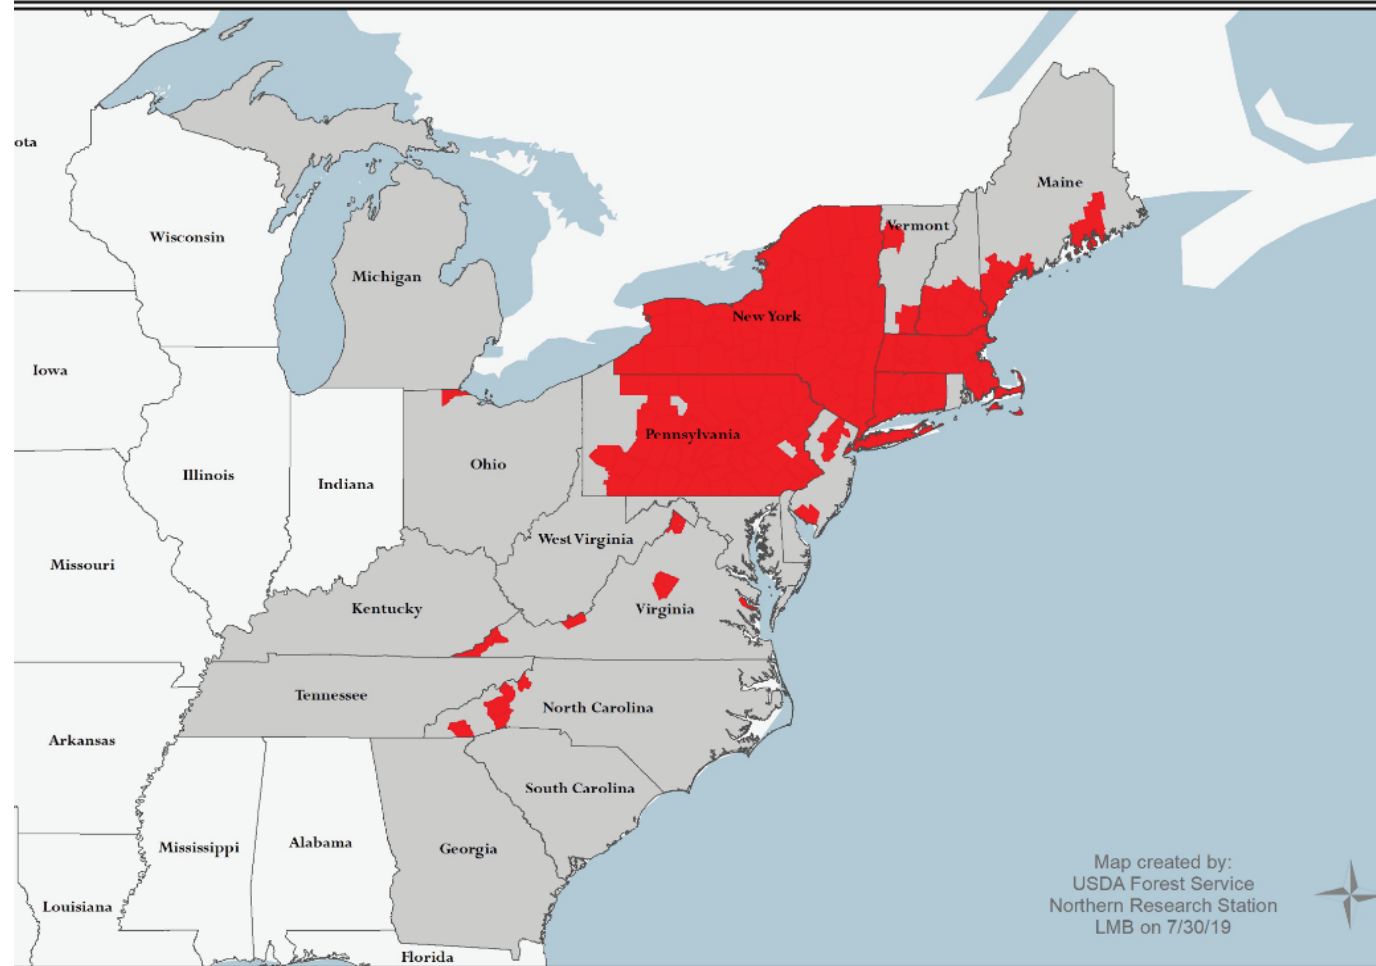 ota
Maine
Vermont
Wisconsin
Michigan
New York
Iowa
Pennsylvania
Ohio
Illinois
Indiana
West Virginia
Missouri
Kentucky
Virginia
Tennessee
North Carolina
Arkansas
South Carolina
Mississippi
Alabama
Georgia
Louisiana
Florida
Map created by:
USDA Forest Service
Northern Research Station
LMB on 7/30/19